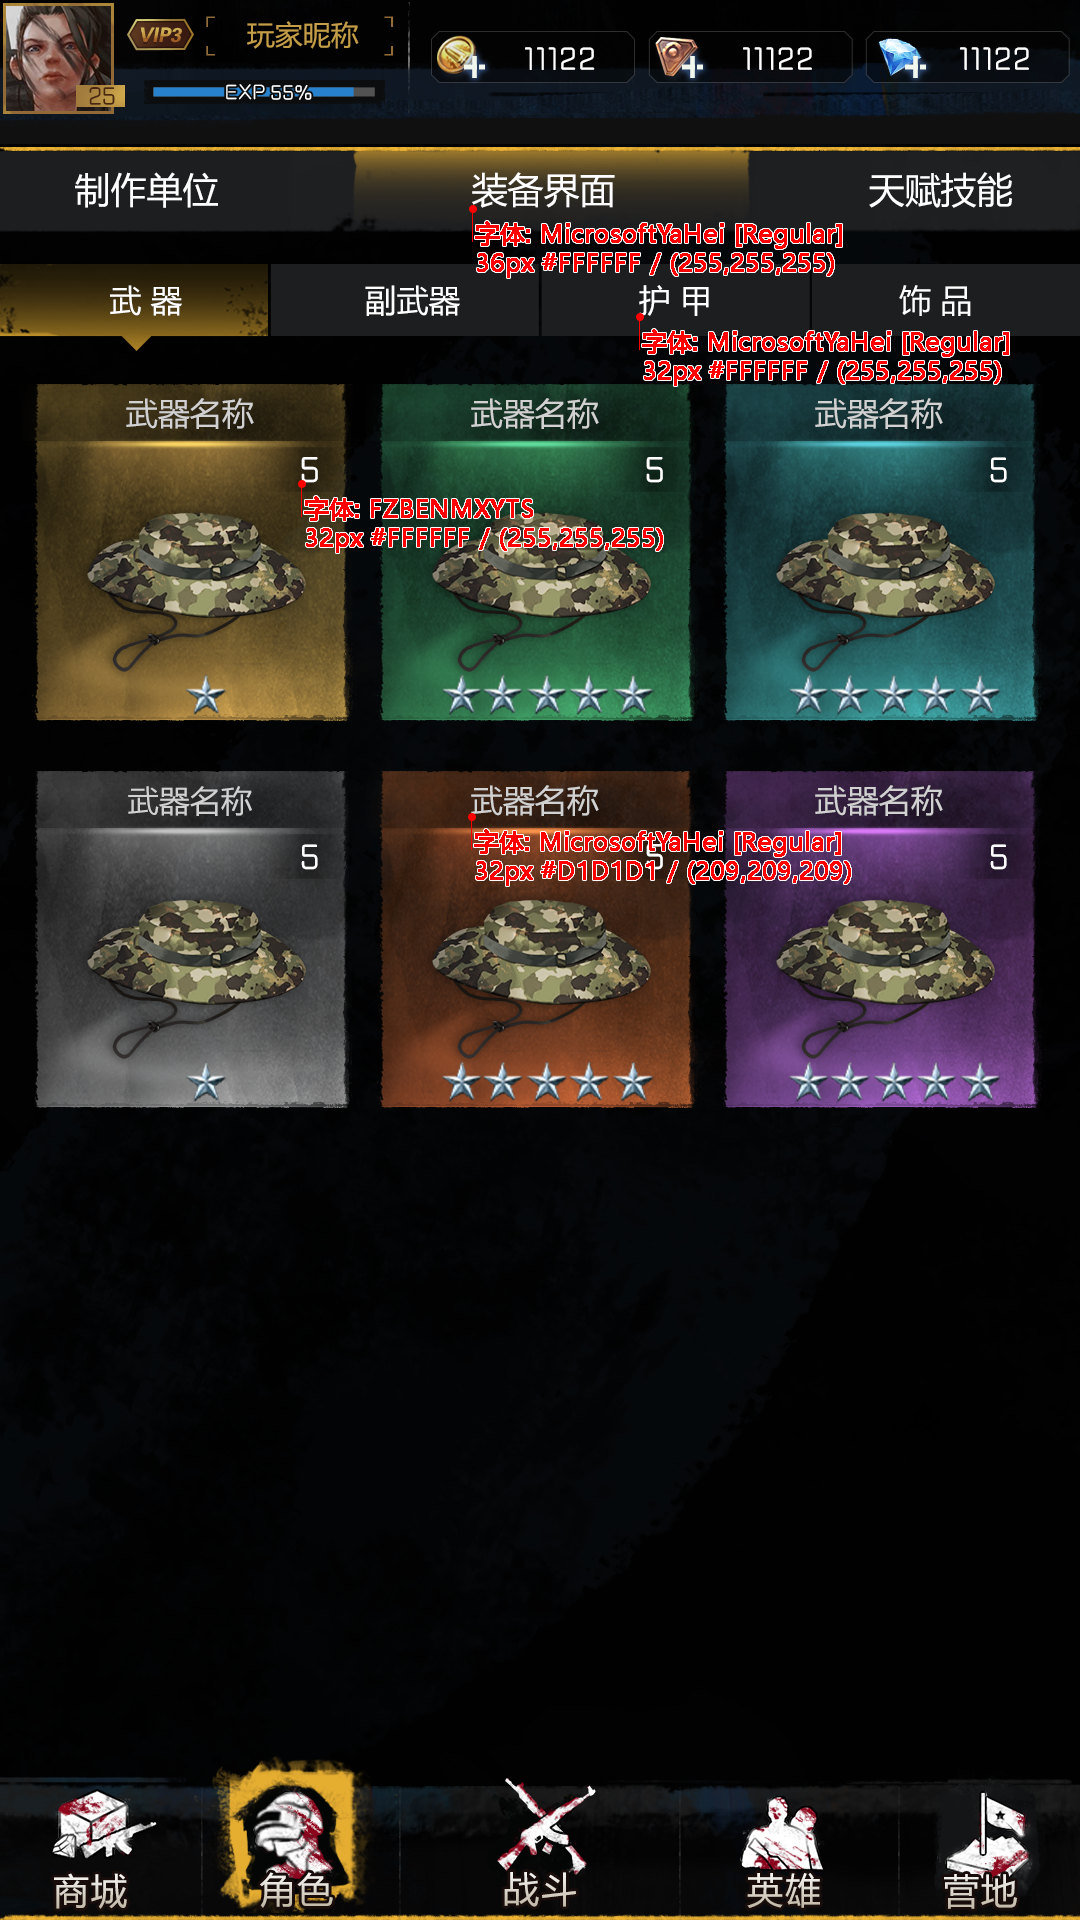 VIP3
玩家昵称
25
EXP 55%
11122
11122
11122
制作单位
装备界面
天赋技能
字体: MicrosoftYaHei [Regular]
36px #FFFFFF / (255,255,255)
武 器
副武器
护 甲
饰 品
字体: MicrosoftYaHei [Regular]
32px #FFFFFF / (255,255,255)
武器名称
武器名称
武器名称
5
5
5
字体: FZBENMXYTS
32px #FFFFFF / (255,255,255)
武器名称
武器名称
武器名称
字体: MicrosoftYaHei [Regular]
32px #D1D1D1 / (209,209,209)
5
5
5
商城
角色
战斗
英雄
营地